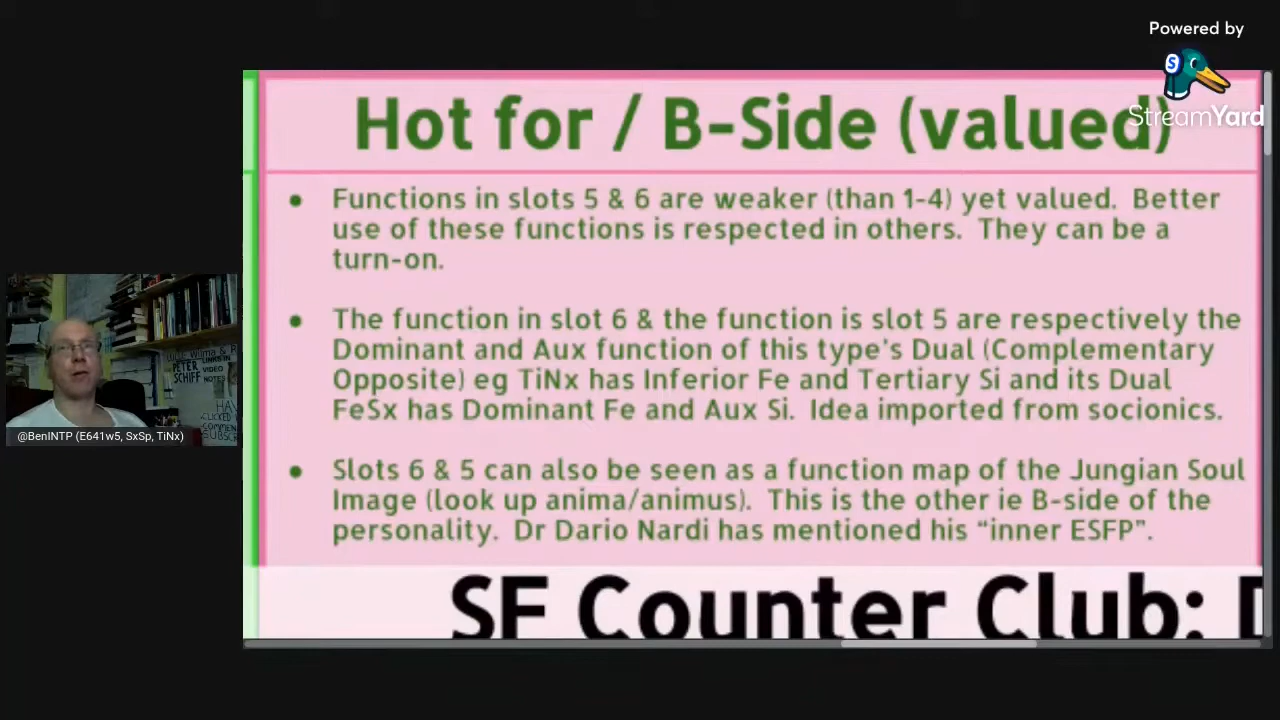 Powered by
StreamYard
Hot for / B-Side (valued)
● Functions in slots 5 & 6 are weaker (than 1-4) yet valued. Better
use of these functions is respected in others. They can be a
turn-on.
● The function in slot 6 & the function is slot 5 are respectively the
Dominant and Aux function of this type's Dual (Complementary
Opposite) eg TiNx has Inferior Fe and Tertiary Si and its Dual
FeSx has Dominant Fe and Aux Si. Idea imported from socionics.
● Slots 6 & 5 can also be seen as a function map of the Jungian Soul
Image (look up anima/animus). This is the other ie B-side of the
personality. Dr Dario Nardi has mentioned his “inner ESFP”.
SF Counter Club:
PETER
SCHIFF
VIDEO
NOTES
@BenINTP (E641w5, SxSp, TiNx)